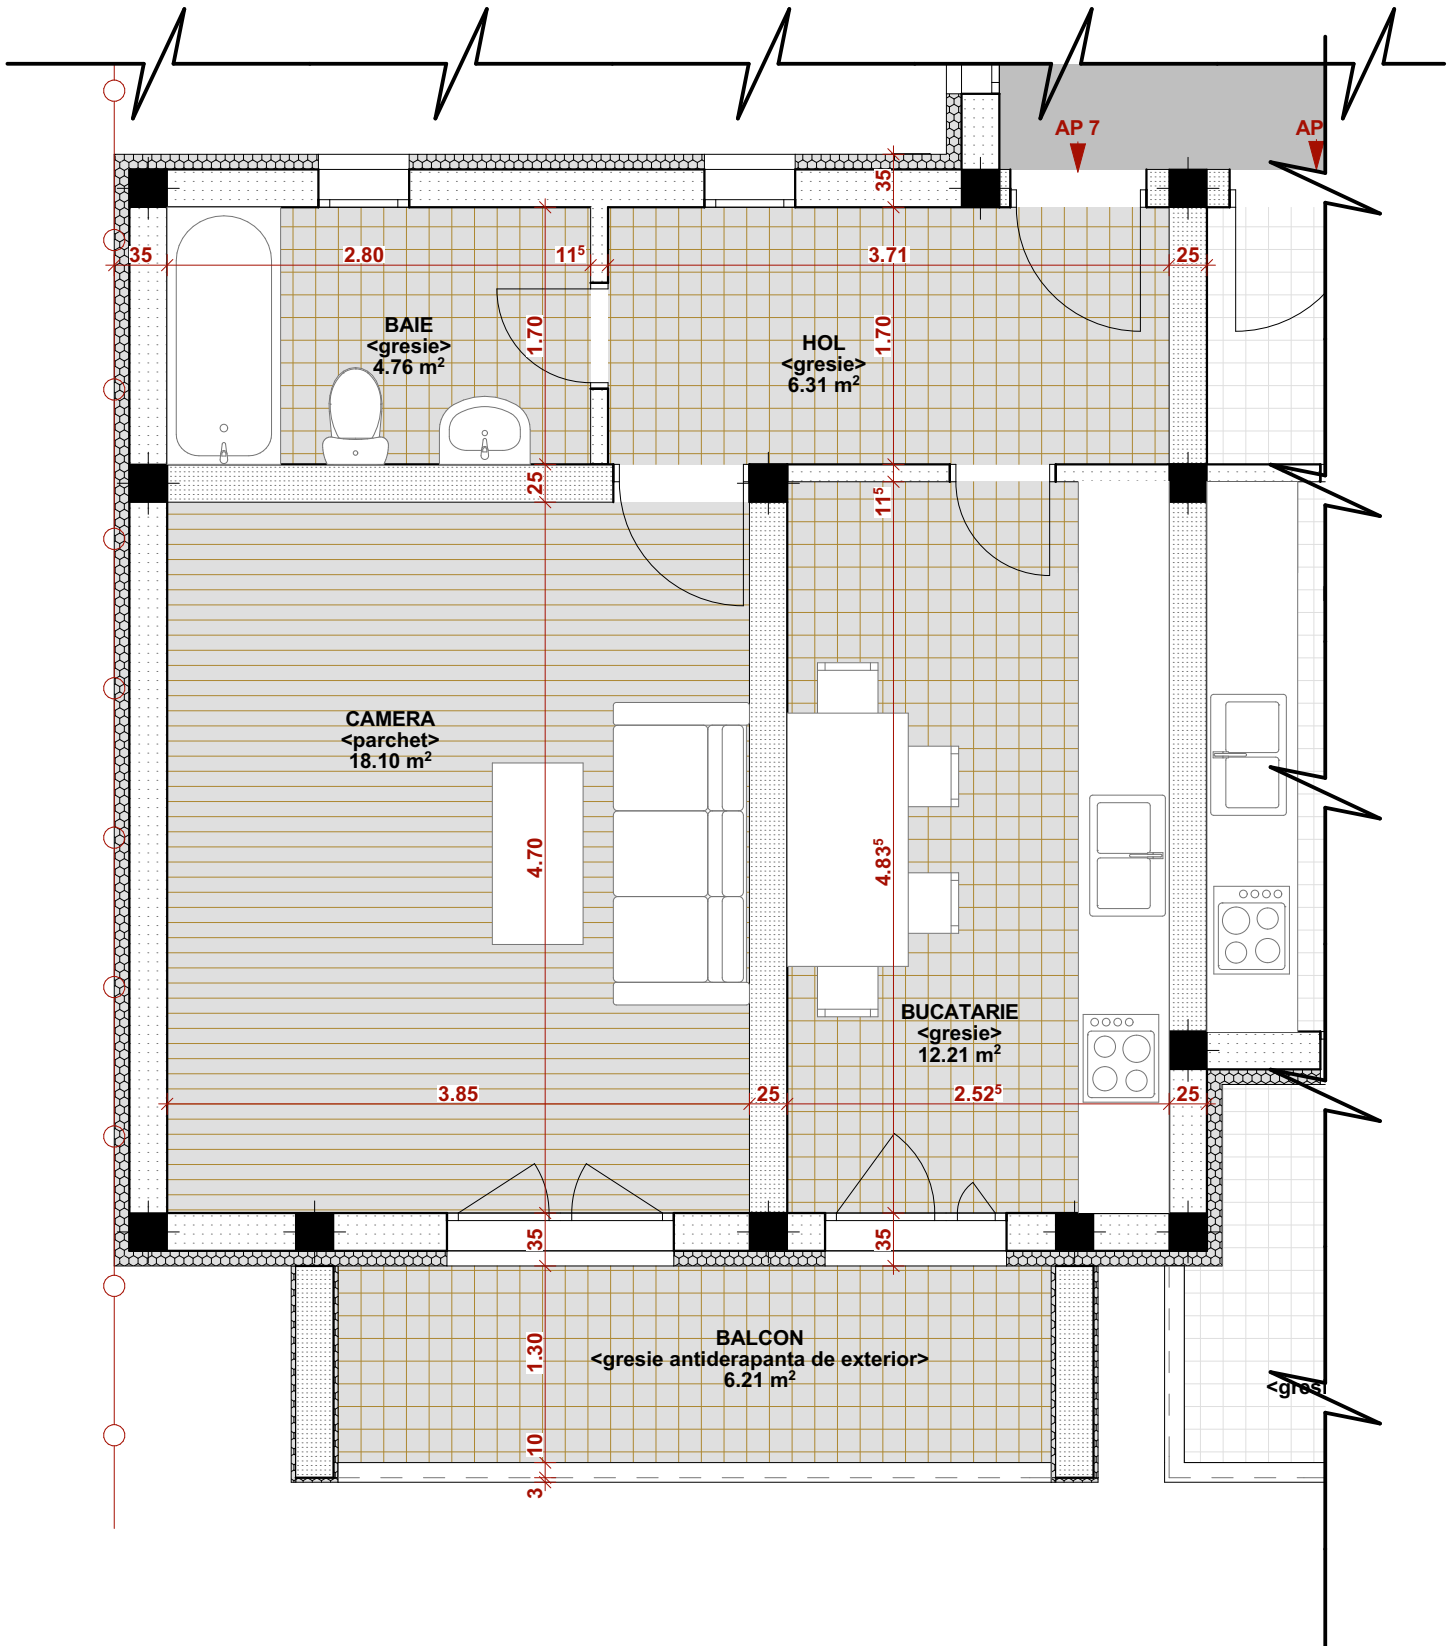 AP 7
AP
35
35
2.80
11⁵
3.71
25
BAIE
<gresie>
4.76 m²
1.70
HOL
<gresie>
6.31 m²
1.70
25
11⁵
CAMERA
<parchet>
18.10 m²
4.70
4.83⁵
BUCATARIE
<gresie>
12.21 m²
3.85
25
2.52⁵
25
35
35
BALCON
<gresie antiderapanta de exterior>
6.21 m²
1.30
<gresi
10
3